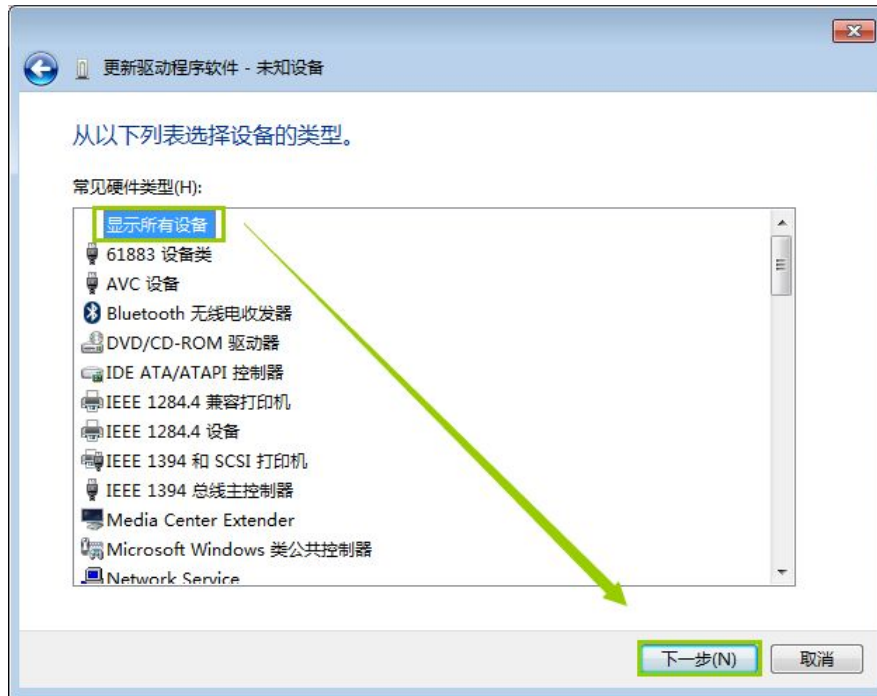 更新驱动程序软件 - 未知设备
从以下列表选择设备的类型。
常见硬件类型(H):
显示所有设备
61883 设备类
AVC 设备
Bluetooth 无线电收发器
DVD/CD-ROM 驱动器
IDE ATA/ATAPI 控制器
IEEE 1284.4 兼容打印机
IEEE 1284.4 设备
IEEE 1394 和 SCSI 打印机
IEEE 1394 总线主控制器
Media Center Extender
Microsoft Windows 类公共控制器
Network Service
下一步(N) 取消